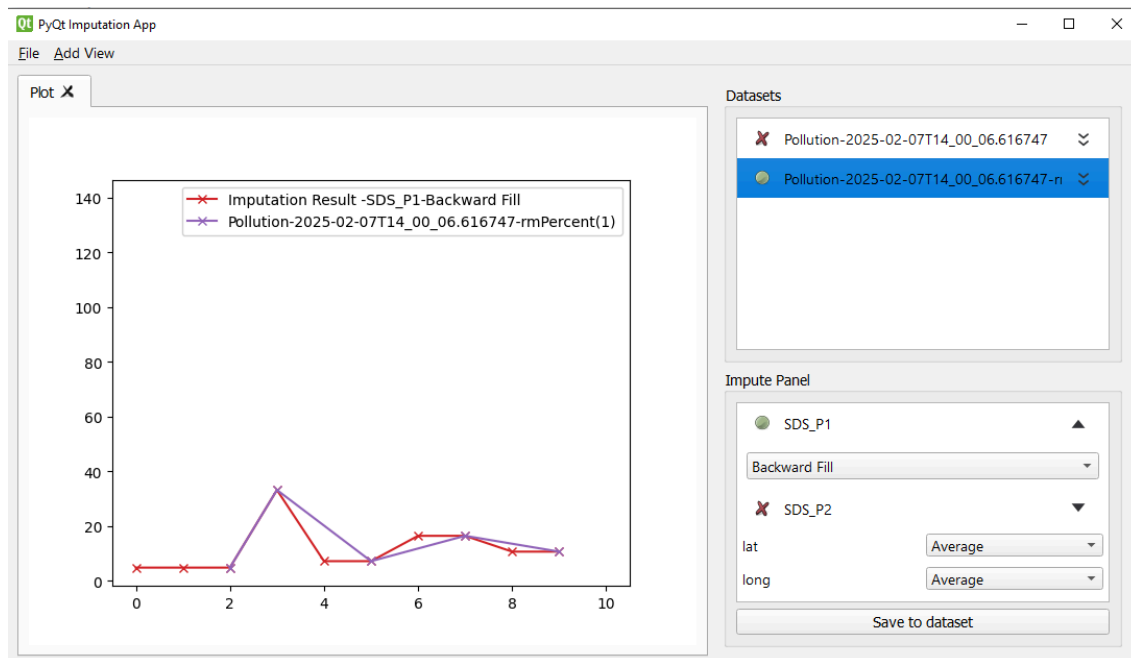 Qt PyQt Imputation App
File Add View
Plot
Datasets
Pollution-2025-02-07T14_00_06.616747
Pollution-2025-02-07T14_00_06.616747-r
Imputation Result -SDS_P1-Backward Fill
Pollution-2025-02-07T14_00_06.616747-rmPercent(1)
140
120
100
80
60
40
20
0
0 2 4 6 8 10
Impute Panel
SDS_P1
Backward Fill
SDS_P2
lat Average
long Average
Save to dataset